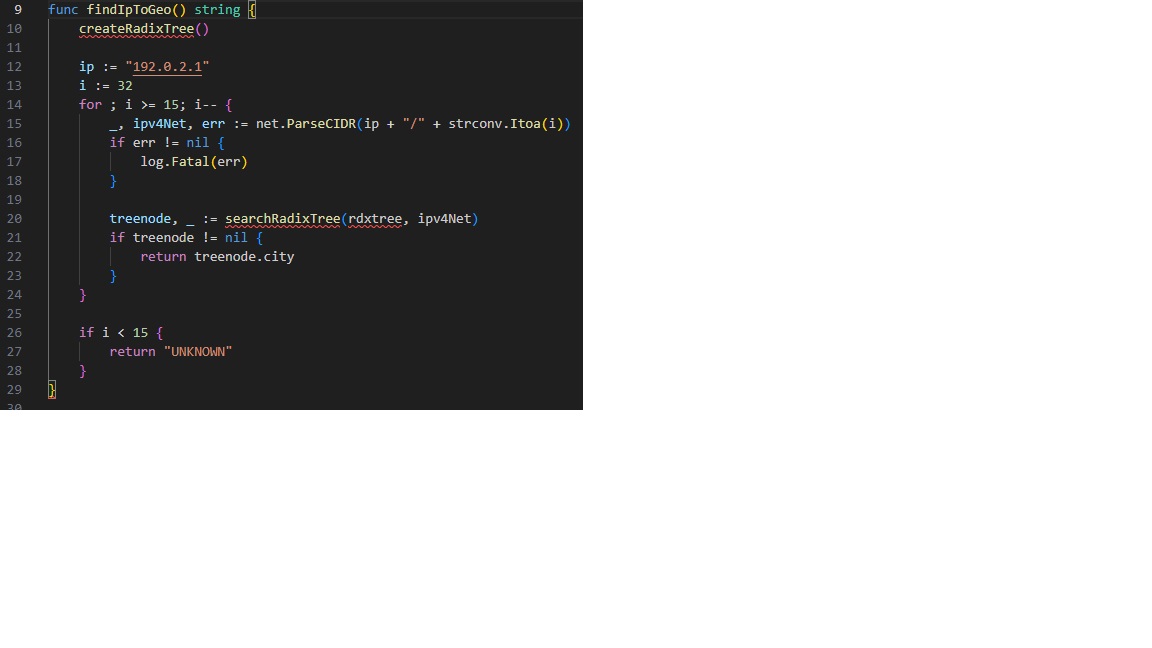 9 func findIpToGeo() string {
10 createRadixTree()
11
12 ip := "192.0.2.1"
13 i := 32
14 for ; i >= 15; i-- {
15 _, ipv4Net, err := net.ParseCIDR(ip + "/" + strconv.Itoa(i))
16 if err != nil {
17 log.Fatal(err)
18 }
19
20 treenode, _ := searchRadixTree(rdxtree, ipv4Net)
21 if treenode != nil {
22 return treenode.city
23 }
24 }
25
26 if i < 15 {
27 return "UNKNOWN"
28 }
29 }
30